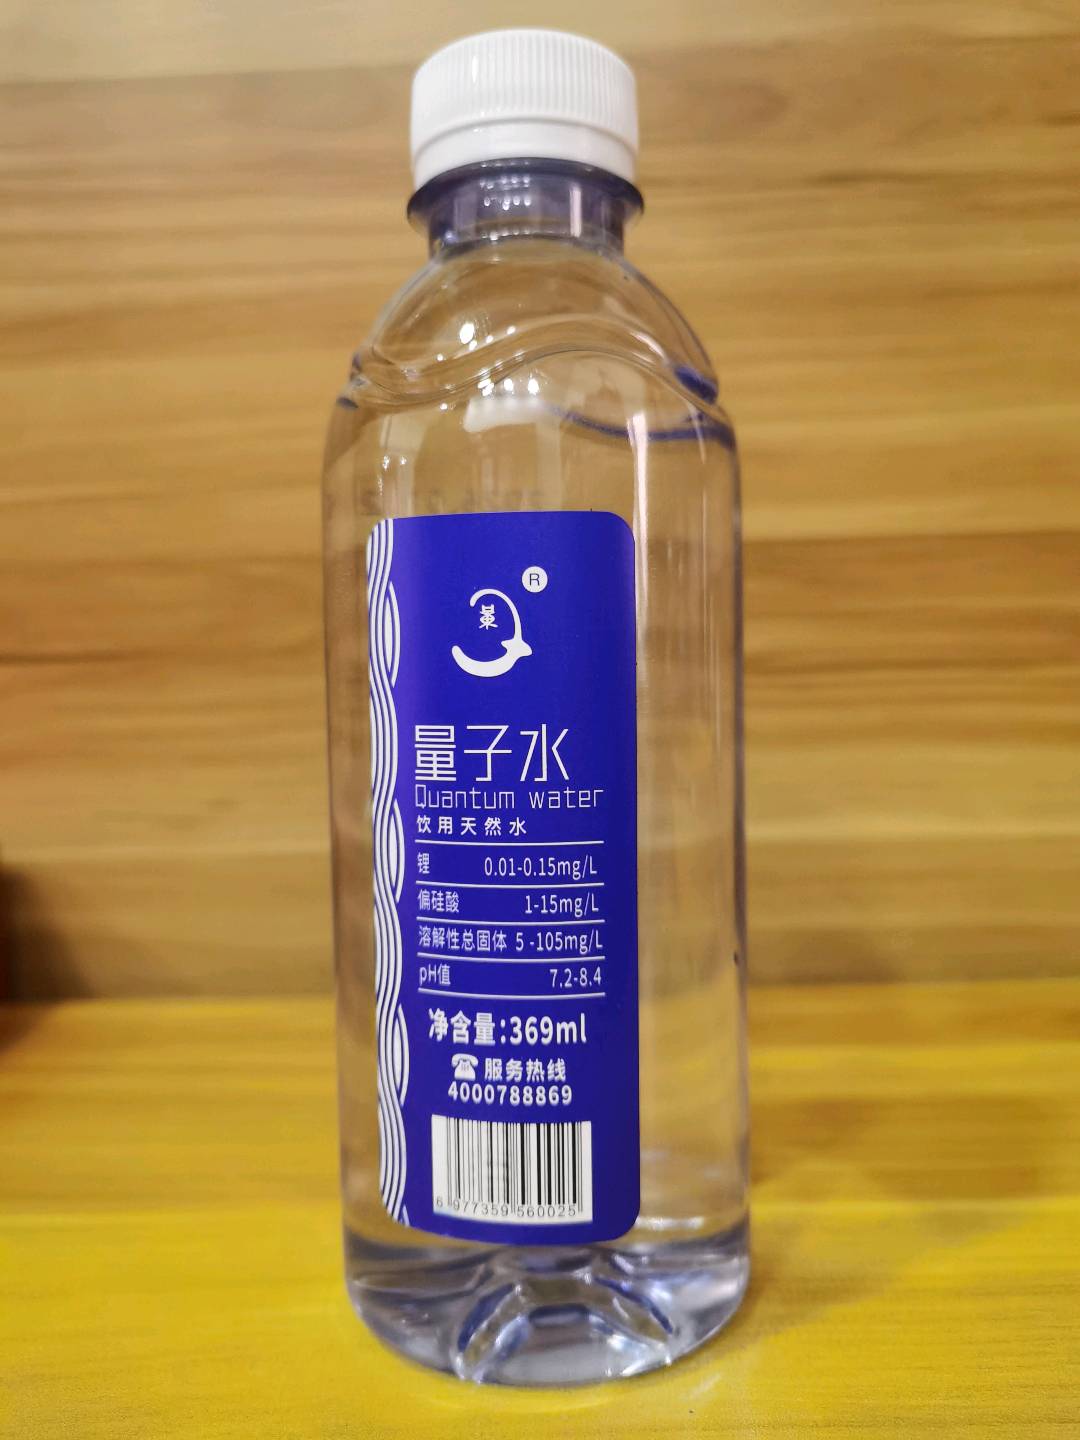 R
量
量子水
Quantum water
饮用天然水
锂 0.01-0.15mg/L
偏硅酸 1-15mg/L
溶解性总固体 5 -105mg/L
pH值 7.2-8.4
净含量:369ml
服务热线
4000788869
6 977359 560025